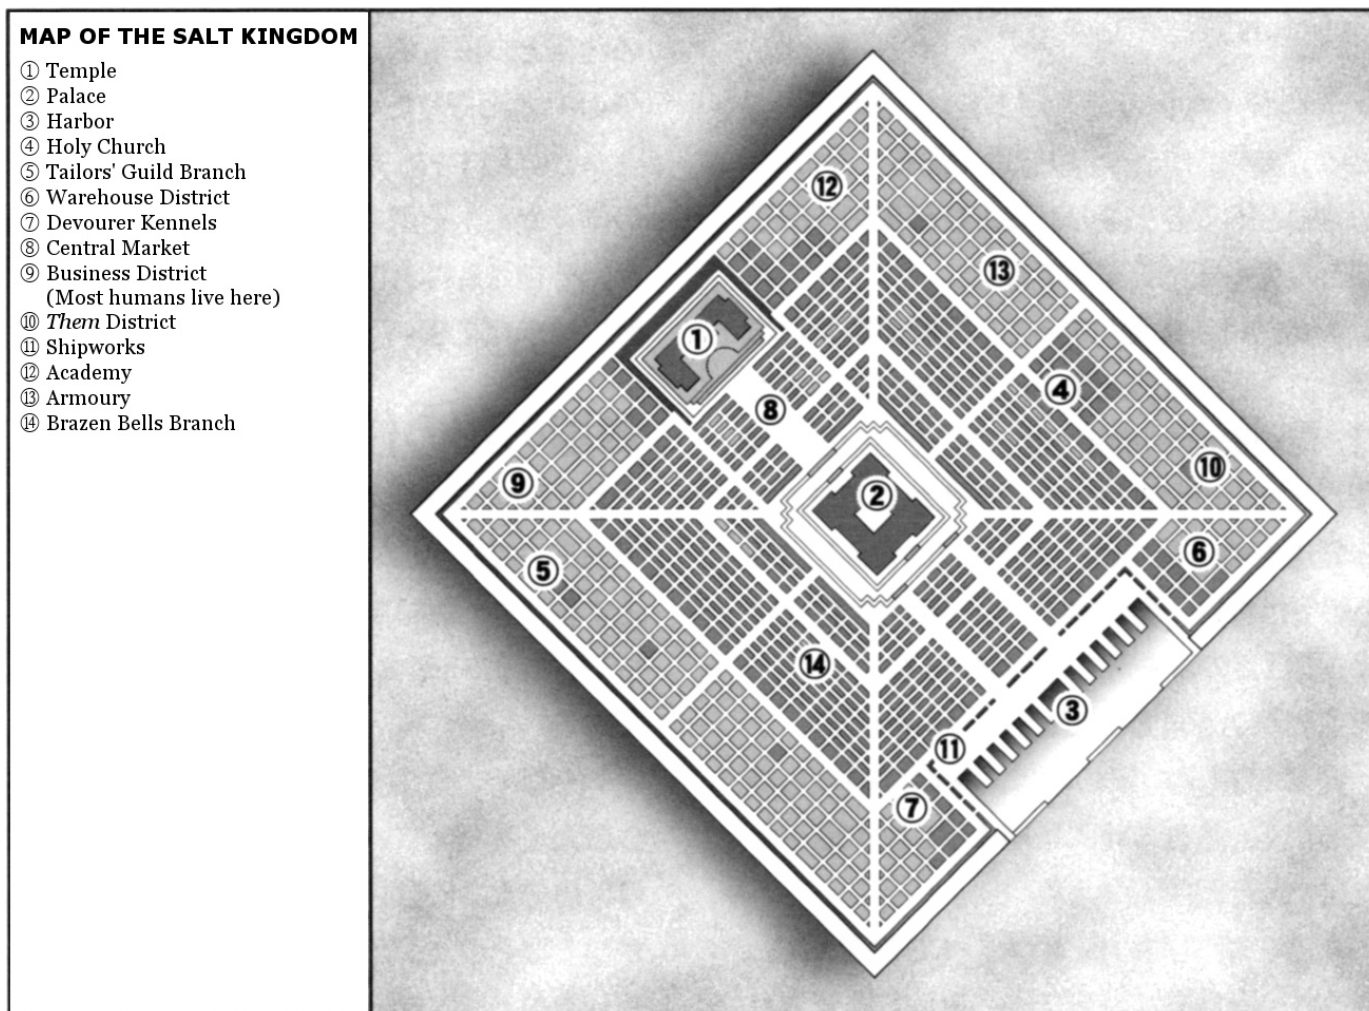 MAP OF THE SALT KINGDOM
① Temple
② Palace
③ Harbor
④ Holy Church
⑤ Tailors' Guild Branch
⑥ Warehouse District
⑦ Devourer Kennels
⑧ Central Market
⑨ Business District
(Most humans live here)
⑩ Them District
⑪ Shipworks
⑫ Academy
⑬ Armoury
⑭ Brazen Bells Branch
⑫
⑬
①
④
⑧
⑩
⑨
②
⑥
⑤
⑭
③
⑪
⑦